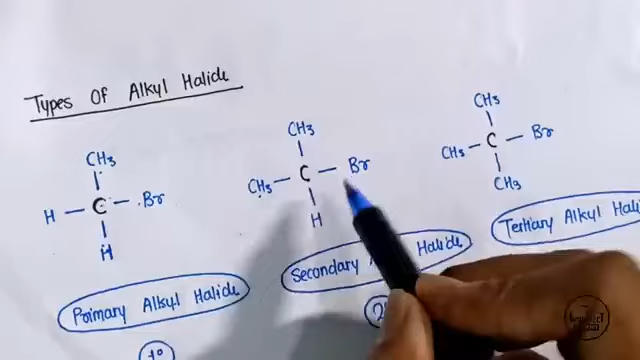 Types Of Alkyl Halide
CH3
H — C — Br
H
Primary Alkyl Halide
1°
CH3
CH3 — C — Br
H
Secondary Halide
CH3
CH3 — C — Br
CH3
Tertiary Alkyl